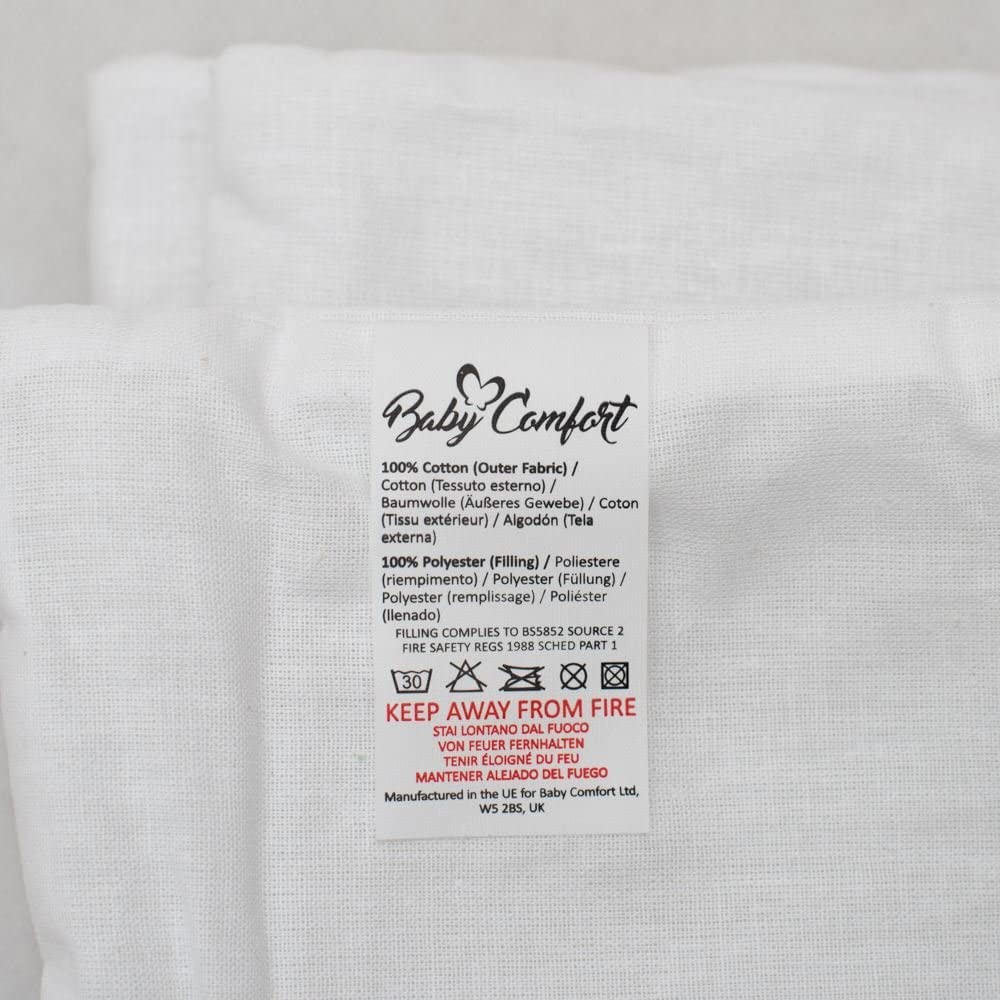 Baby Comfort
100% Cotton (Outer Fabric) /
Cotton (Tessuto esterno) /
Baumwolle (Äußeres Gewebe) / Coton
(Tissu extérieur) / Algodón (Tela
externa)
100% Polyester (Filling) / Poliestere
(riempimento) / Polyester (Füllung) /
Polyester (remplissage) / Poliéster
(llenado)
FILLING COMPLIES TO BS5852 SOURCE 2
FIRE SAFETY REGS 1988 SCHED PART 1
30
KEEP AWAY FROM FIRE
STAI LONTANO DAL FUOCO
VON FEUER FERNHALTEN
TENIR ÉLOIGNÉ DU FEU
MANTENER ALEJADO DEL FUEGO
Manufactured in the UE for Baby Comfort Ltd,
W5 2BS, UK